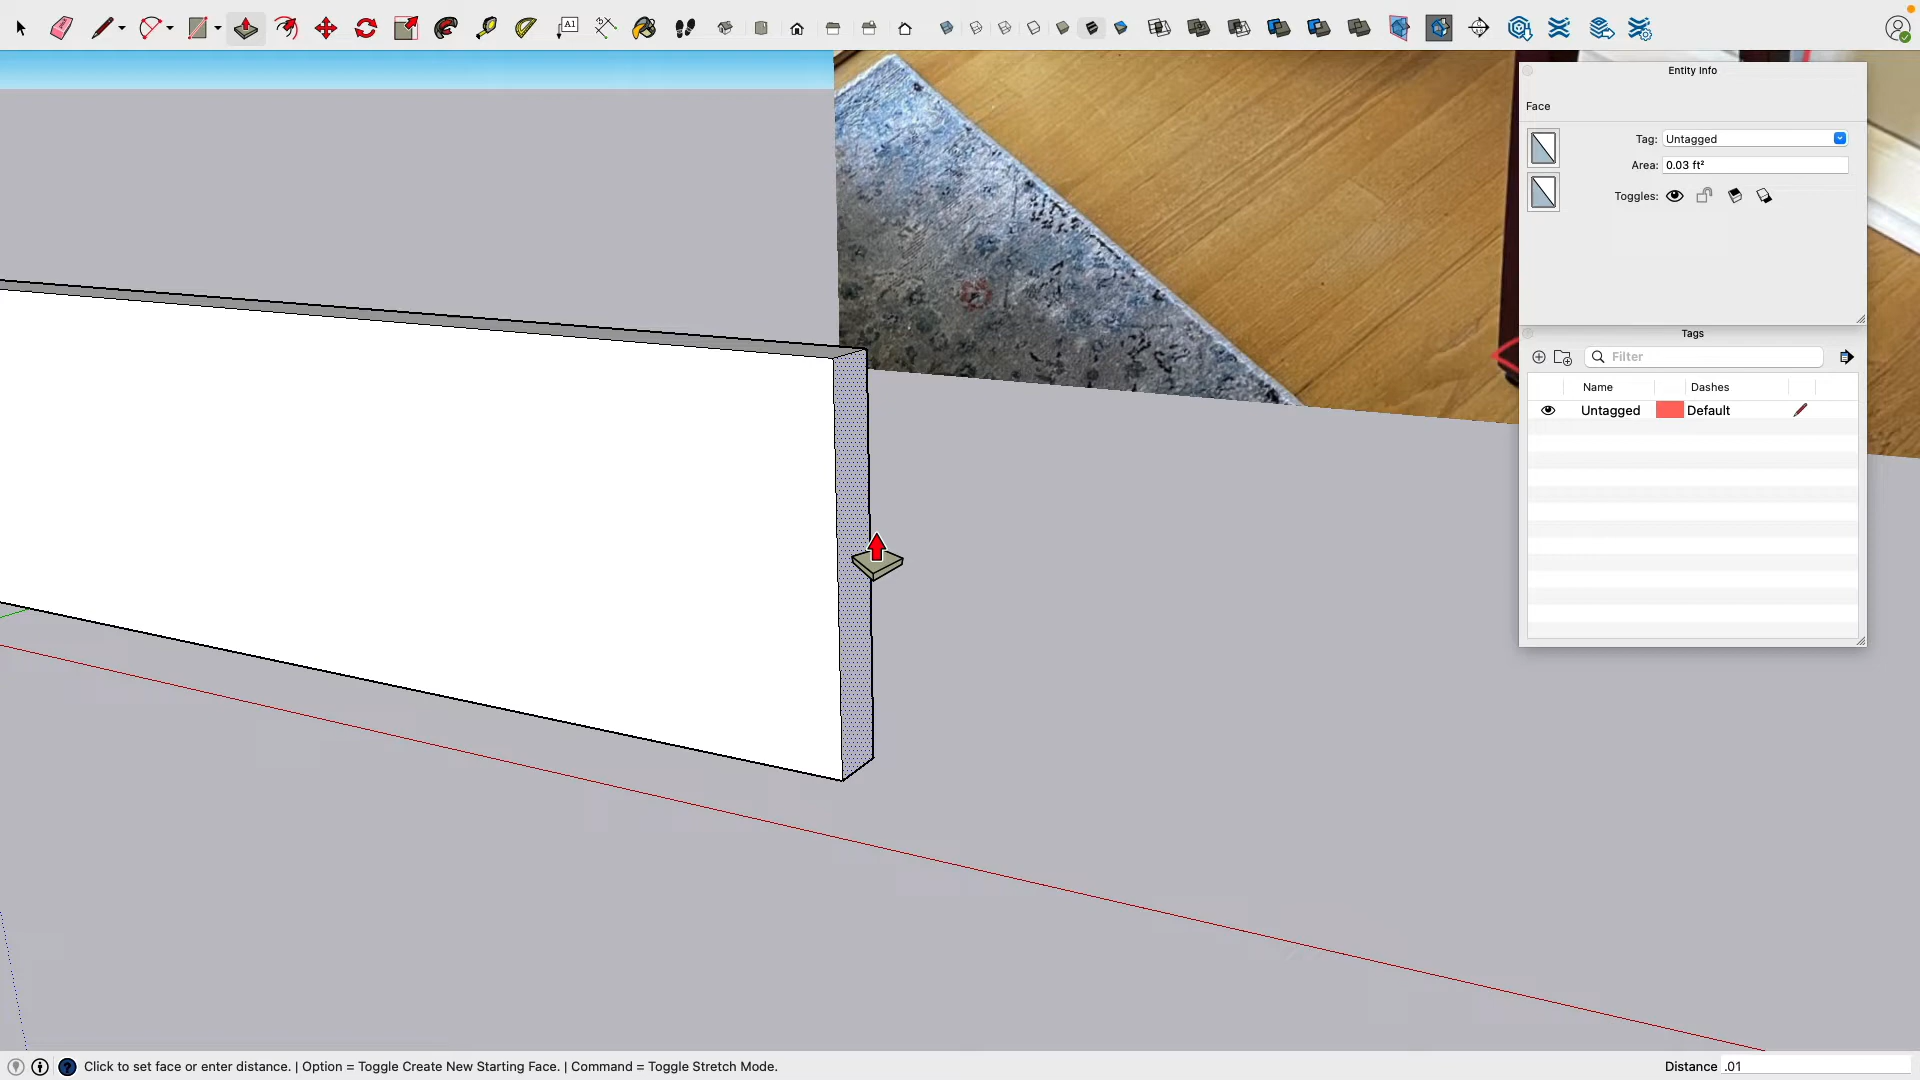 A1
Entity Info
Face
Tag: Untagged
Area: 0.03 ft²
Toggles:
Tags
Filter
Name Dashes
Untagged Default
Click to set face or enter distance. | Option = Toggle Create New Starting Face. | Command = Toggle Stretch Mode.
Distance .01